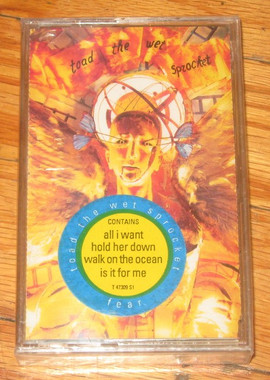 toad the wet sprocket
toad the wet sprocket
CONTAINS
all i want
hold her down
walk on the ocean
is it for me
fear.